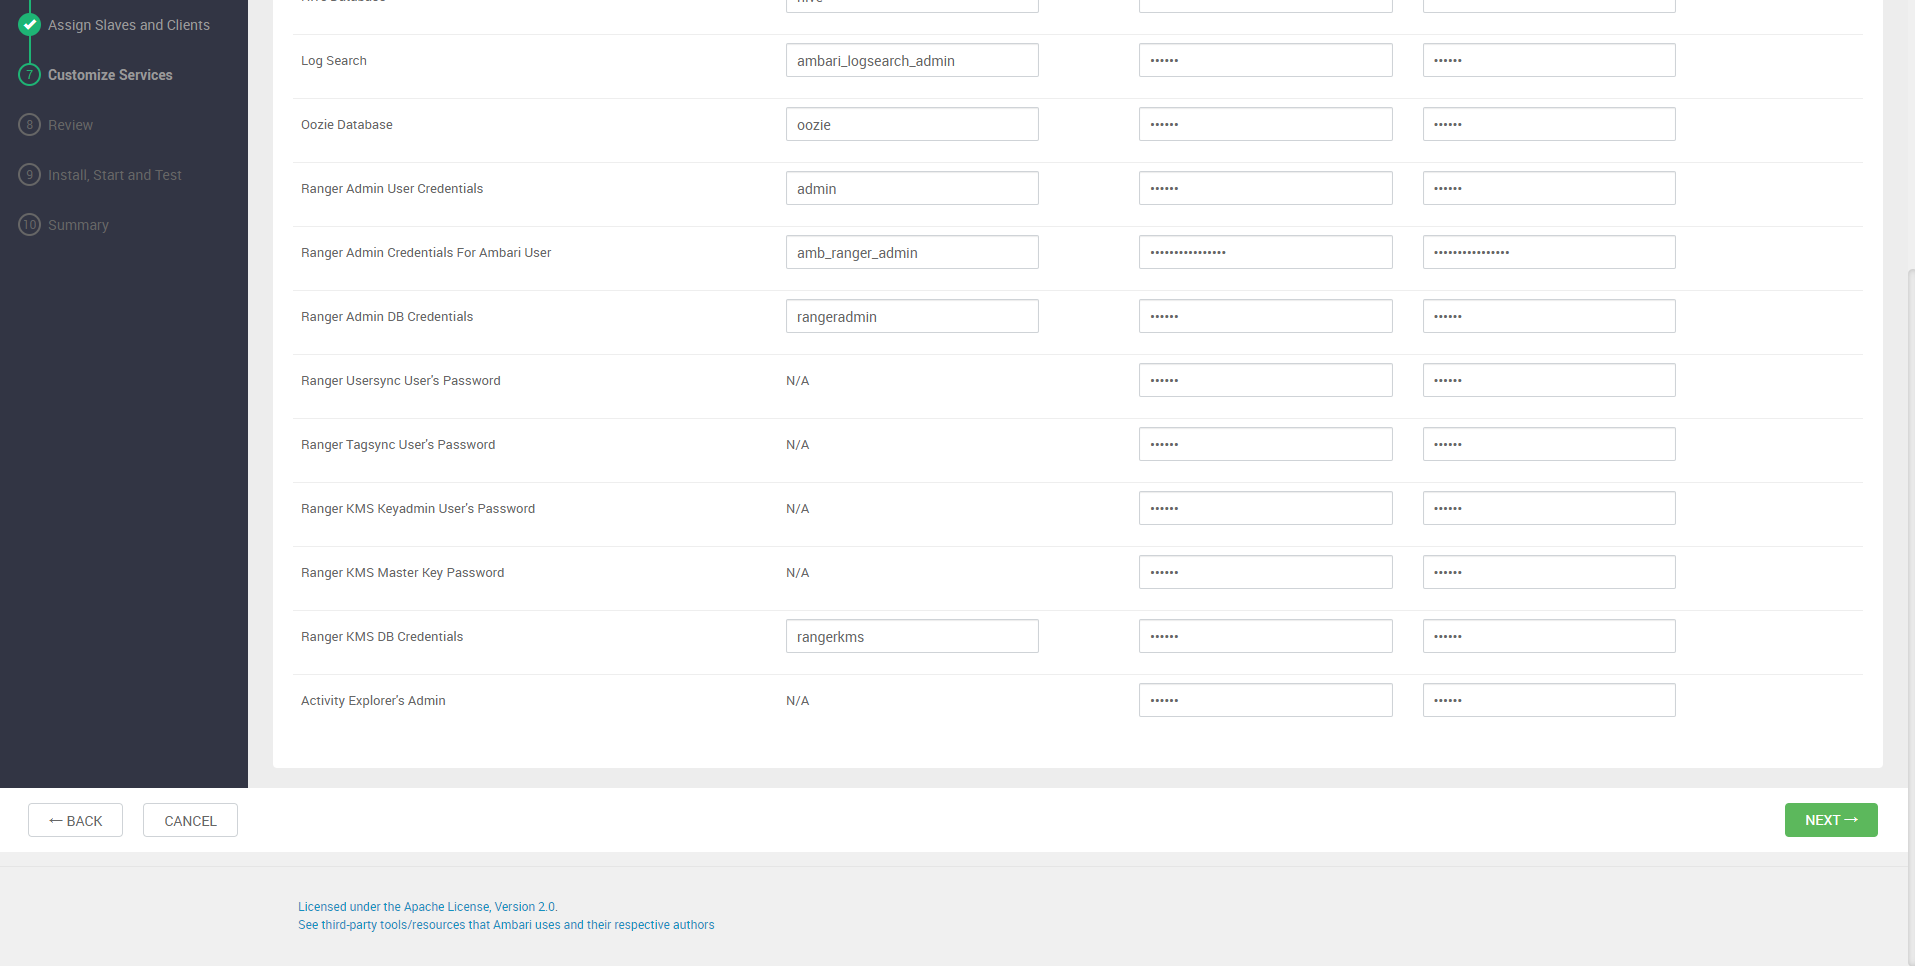 Assign Slaves and Clients
7 Customize Services
8 Review
9 Install, Start and Test
10 Summary
Log Search ambari_logsearch_admin •••••• ••••••
Oozie Database oozie •••••• ••••••
Ranger Admin User Credentials admin •••••• ••••••
Ranger Admin Credentials For Ambari User amb_ranger_admin •••••••••••••••• ••••••••••••••••
Ranger Admin DB Credentials rangeradmin •••••• ••••••
Ranger Usersync User's Password N/A •••••• ••••••
Ranger Tagsync User's Password N/A •••••• ••••••
Ranger KMS Keyadmin User's Password N/A •••••• ••••••
Ranger KMS Master Key Password N/A •••••• ••••••
Ranger KMS DB Credentials rangerkms •••••• ••••••
Activity Explorer's Admin N/A •••••• ••••••
← BACK CANCEL NEXT →
Licensed under the Apache License, Version 2.0.
See third-party tools/resources that Ambari uses and their respective authors